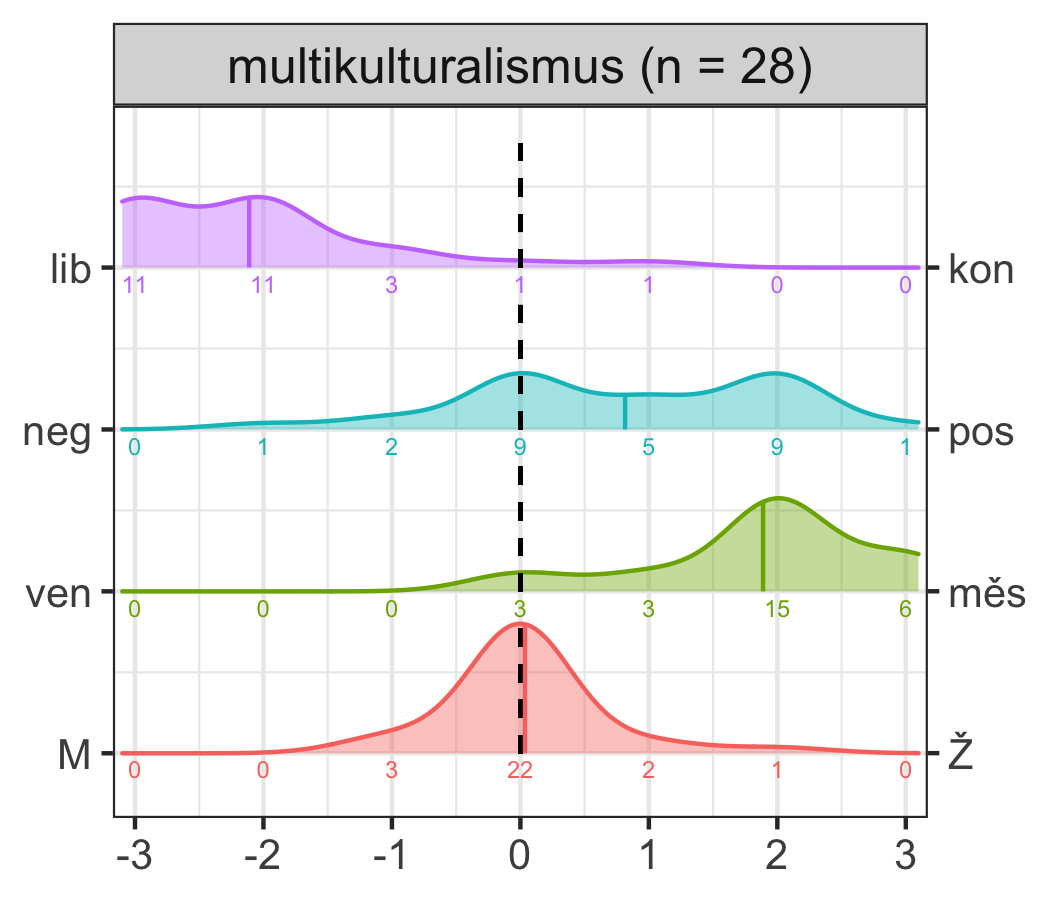 multikulturalismus (n = 28)
lib kon
11 11 3 1 1 0 0
neg pos
0 1 2 9 5 9 1
ven měs
0 0 0 3 3 15 6
M Ž
0 0 3 22 2 1 0
-3 -2 -1 0 1 2 3